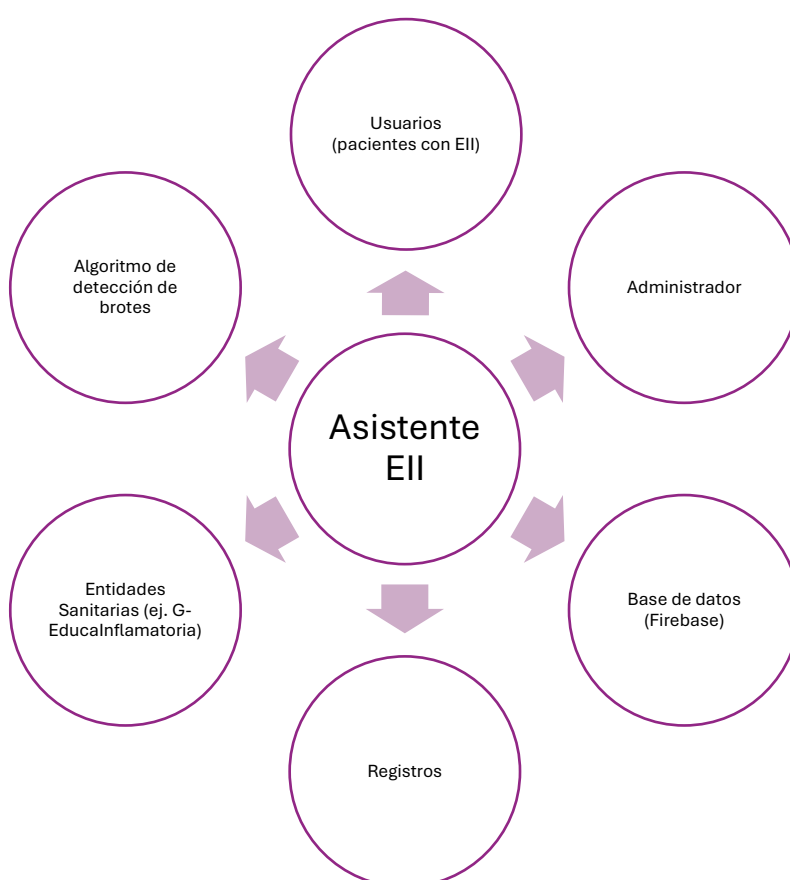 Usuarios
(pacientes con EII)
Algoritmo de
detección de
brotes
Administrador
Asistente
EII
Entidades
Sanitarias (ej. G-
EducaInflamatoria)
Base de datos
(Firebase)
Registros